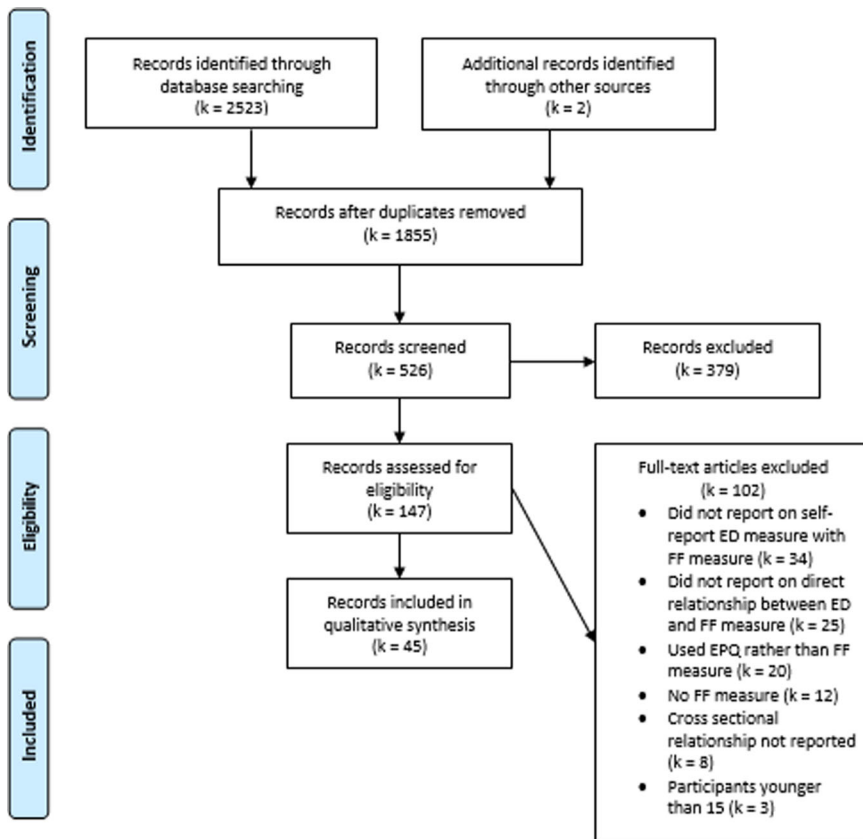 Identification
Records identified through
database searching
(k = 2523)
Additional records identified
through other sources
(k = 2)
Records after duplicates removed
(k = 1855)
Screening
Records screened
(k = 526)
Records excluded
(k = 379)
Eligibility
Records assessed for
eligibility
(k = 147)
Full-text articles excluded
(k = 102)
• Did not report on self-
report ED measure with
FF measure (k = 34)
• Did not report on direct
relationship between ED
and FF measure (k = 25)
• Used EPQ rather than FF
measure (k = 20)
• No FF measure (k = 12)
• Cross sectional
relationship not reported
(k = 8)
• Participants younger
than 15 (k = 3)
Included
Records included in
qualitative synthesis
(k = 45)